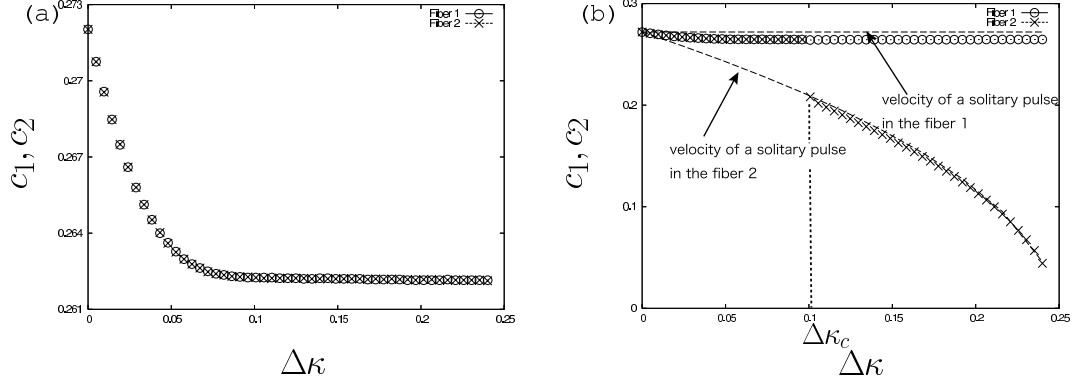 (a)
0.273
0.27
0.267
0.264
0.261
c₁, c₂
Fiber 1
Fiber 2
0
0.05
0.1
0.15
0.2
0.25
Δκ
(b)
0.3
0.2
0.1
0
c₁, c₂
Fiber 1
Fiber 2
velocity of a solitary pulse
in the fiber 1
velocity of a solitary pulse
in the fiber 2
0
0.05
0.1
0.15
0.2
0.25
Δκc
Δκ